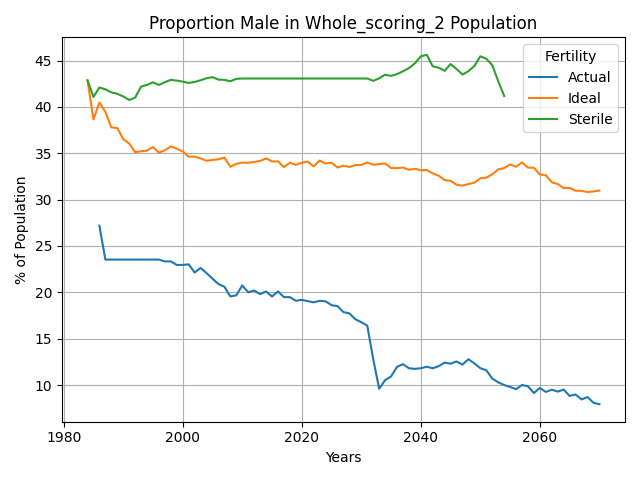 Proportion Male in Whole_scoring_2 Population
% of Population
45
40
35
30
25
20
15
10
Fertility
Actual
Ideal
Sterile
1980 2000 2020 2040 2060
Years